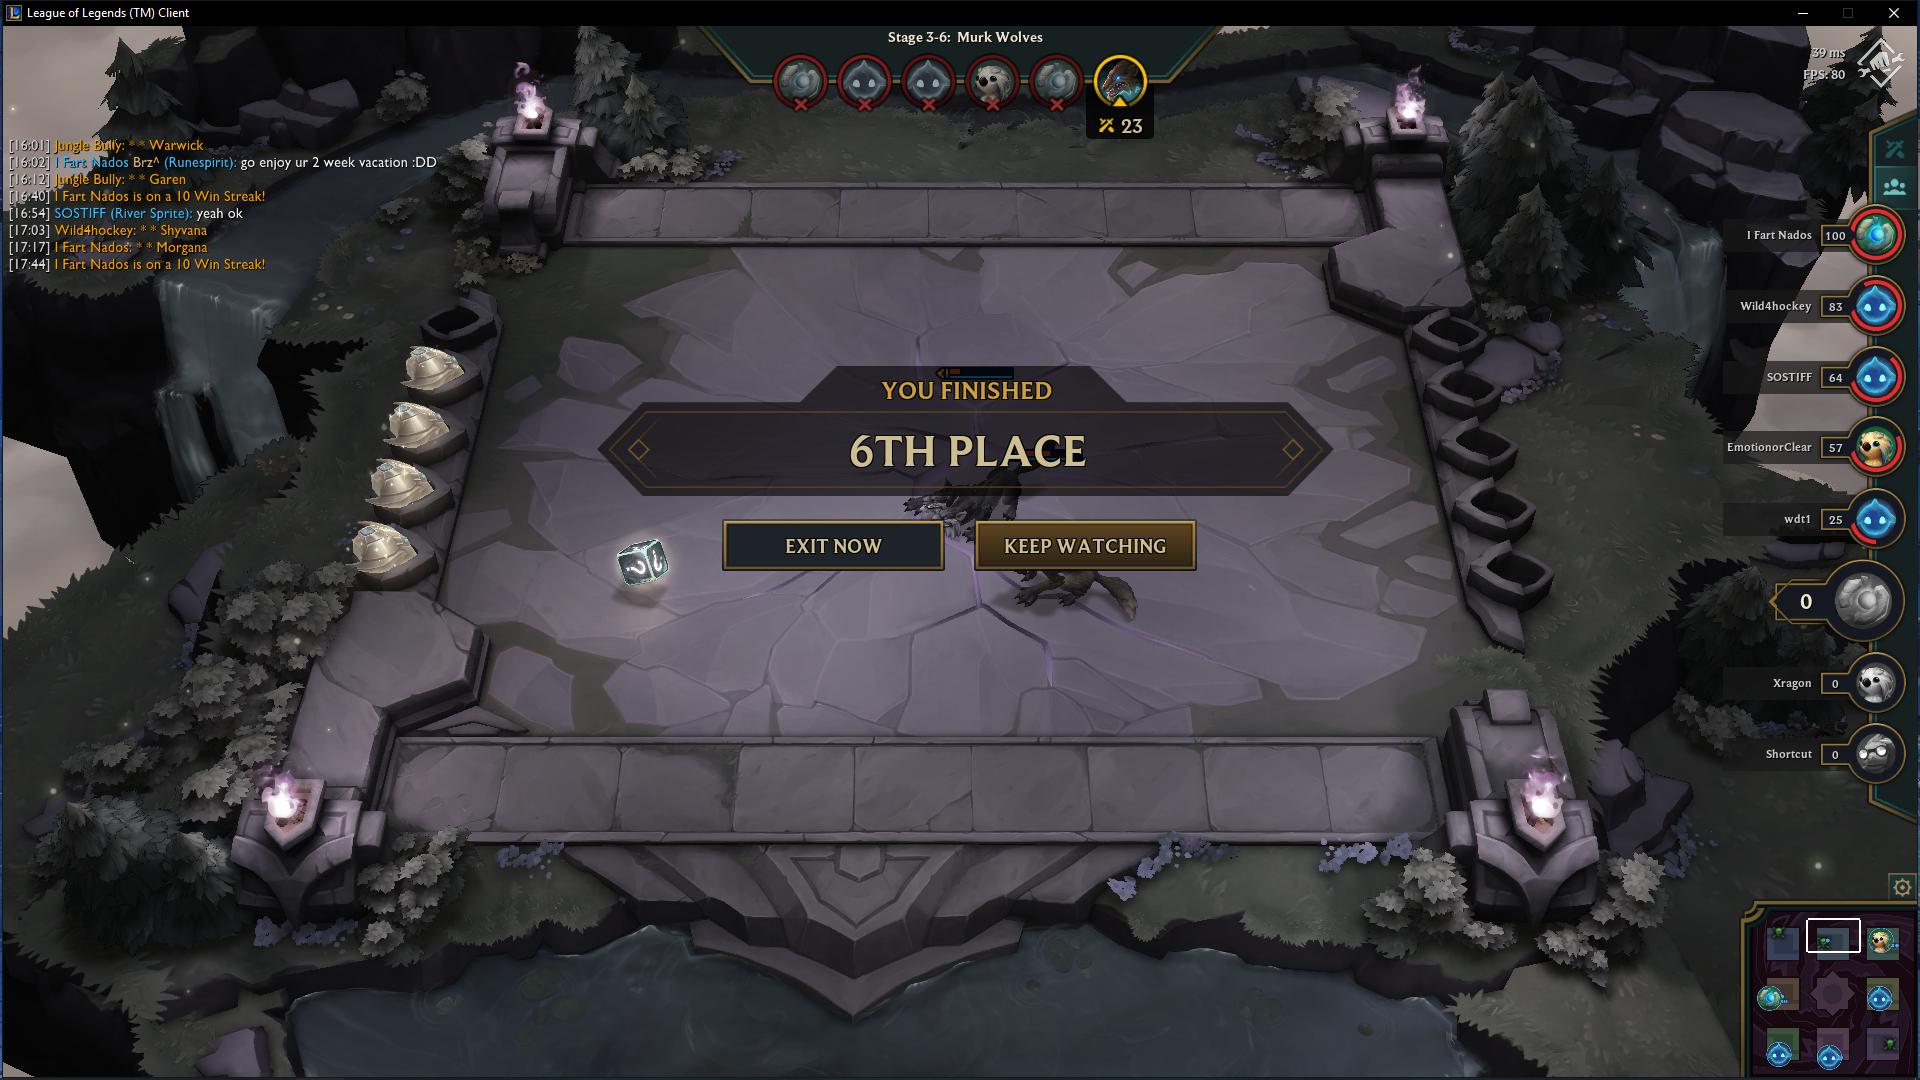 League of Legends (TM) Client
Stage 3-6: Murk Wolves
39 ms
FPS: 80
23
[16:01] Jungle Bully: * * Warwick
[16:02] I Fart Nados Brz^ (Runespirit): go enjoy ur 2 week vacation :DD
[16:12] Jungle Bully: * * Garen
[16:40] I Fart Nados is on a 10 Win Streak!
[16:54] SOSTIFF (River Sprite): yeah ok
[17:03] Wild4hockey: * * Shyvana
[17:17] I Fart Nados: * * Morgana
[17:44] I Fart Nados is on a 10 Win Streak!
I Fart Nados 100
Wild4hockey 83
SOSTIFF 64
EmotionorClear 57
wdt1 25
0
Xragon 0
Shortcut 0
YOU FINISHED
6TH PLACE
EXIT NOW
KEEP WATCHING